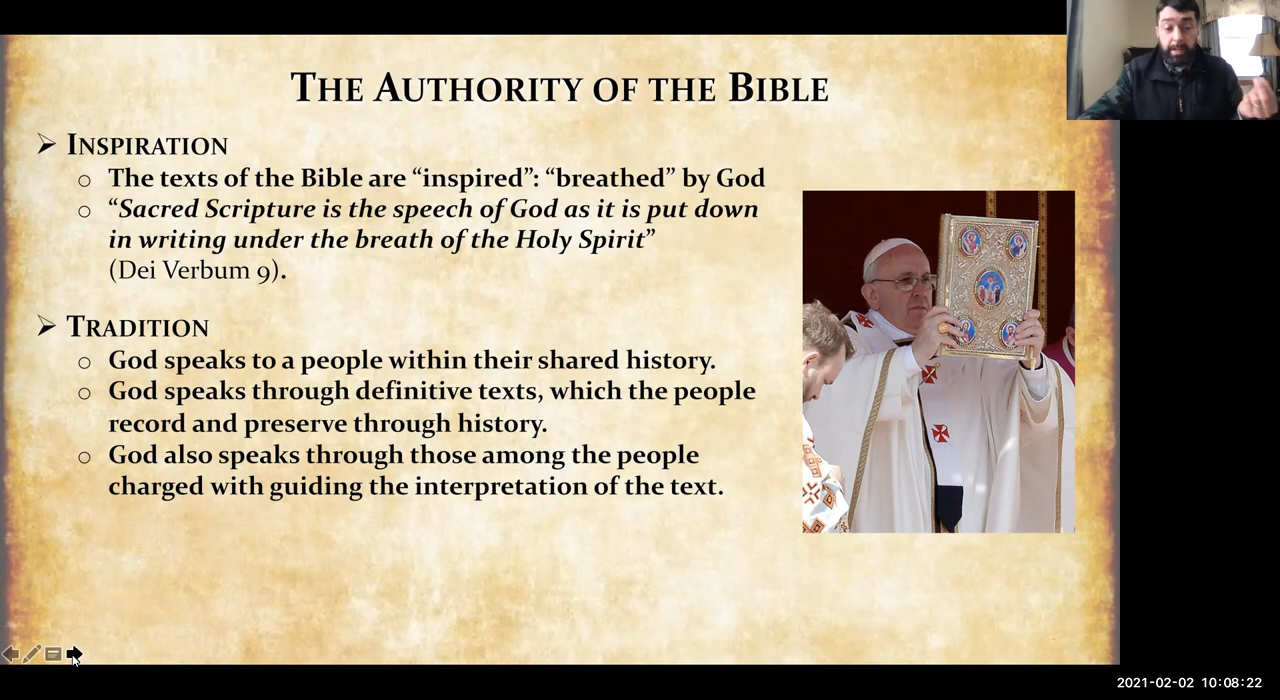 THE AUTHORITY OF THE BIBLE
INSPIRATION
The texts of the Bible are “inspired”: “breathed” by God
“Sacred Scripture is the speech of God as it is put down
in writing under the breath of the Holy Spirit”
(Dei Verbum 9).
TRADITION
God speaks to a people within their shared history.
God speaks through definitive texts, which the people
record and preserve through history.
God also speaks through those among the people
charged with guiding the interpretation of the text.
2021-02-02 10:08:22